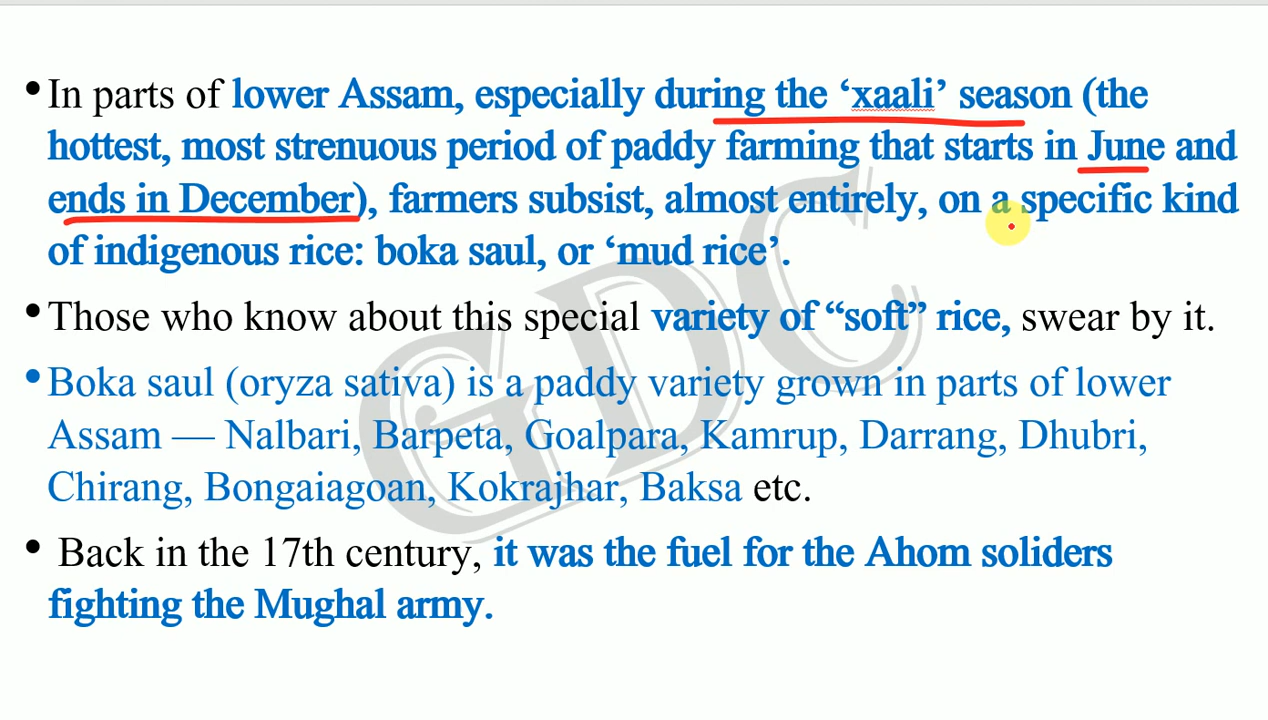 • In parts of lower Assam, especially during the ‘xaali’ season (the
hottest, most strenuous period of paddy farming that starts in June and
ends in December), farmers subsist, almost entirely, on a specific kind
of indigenous rice: boka saul, or ‘mud rice’.
• Those who know about this special variety of “soft” rice, swear by it.
• Boka saul (oryza sativa) is a paddy variety grown in parts of lower
Assam — Nalbari, Barpeta, Goalpara, Kamrup, Darrang, Dhubri,
Chirang, Bongaiagoan, Kokrajhar, Baksa etc.
• Back in the 17th century, it was the fuel for the Ahom soliders
fighting the Mughal army.
GDC